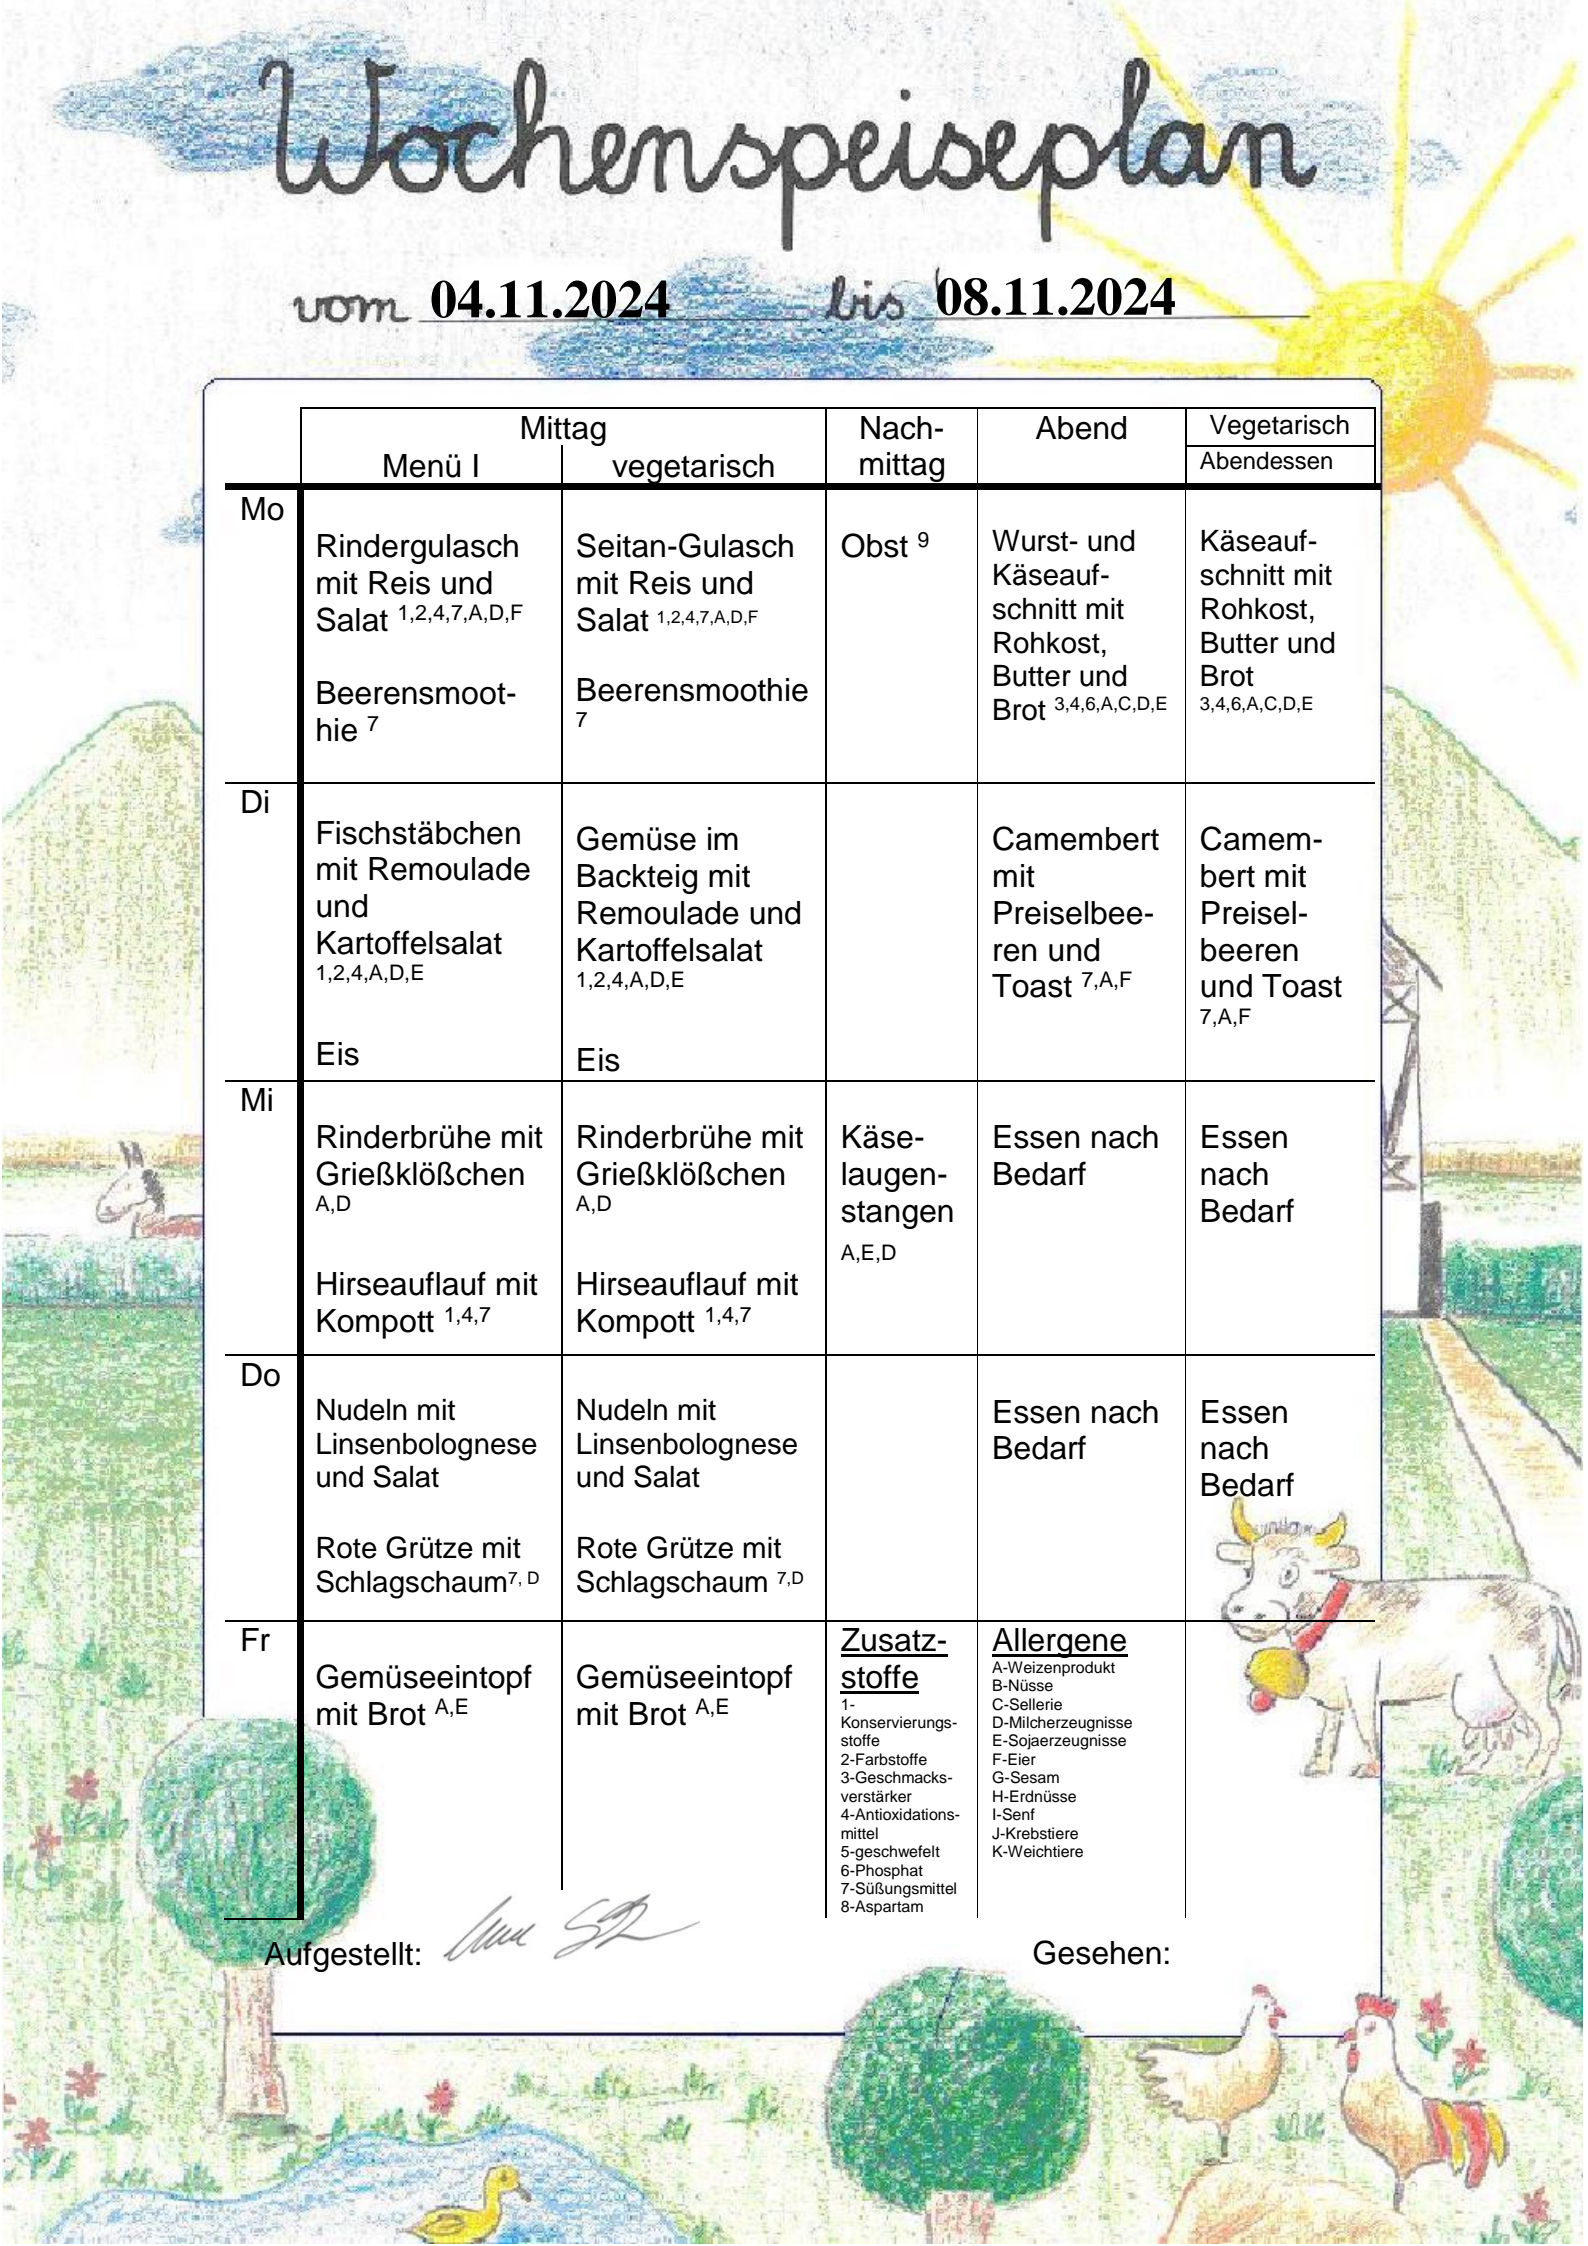 Wochenspeiseplan
vom 04.11.2024 bis 08.11.2024
Mittag
Menü I
vegetarisch
Nach-
mittag
Abend
Vegetarisch
Abendessen
Mo
Rindergulasch
mit Reis und
Salat 1,2,4,7,A,D,F
Beerensmoot-
hie 7
Seitan-Gulasch
mit Reis und
Salat 1,2,4,7,A,D,F
Beerensmoothie
7
Obst 9
Wurst- und
Käseauf-
schnitt mit
Rohkost,
Butter und
Brot 3,4,6,A,C,D,E
Käseauf-
schnitt mit
Rohkost,
Butter und
Brot
3,4,6,A,C,D,E
Di
Fischstäbchen
mit Remoulade
und
Kartoffelsalat
1,2,4,A,D,E
Eis
Gemüse im
Backteig mit
Remoulade und
Kartoffelsalat
1,2,4,A,D,E
Eis
Camembert
mit
Preiselbee-
ren und
Toast 7,A,F
Camem-
bert mit
Preisel-
beeren
und Toast
7,A,F
Mi
Rinderbrühe mit
Grießklößchen
A,D
Hirseauflauf mit
Kompott 1,4,7
Rinderbrühe mit
Grießklößchen
A,D
Hirseauflauf mit
Kompott 1,4,7
Käse-
laugen-
stangen
A,E,D
Essen nach
Bedarf
Essen
nach
Bedarf
Do
Nudeln mit
Linsenbolognese
und Salat
Rote Grütze mit
Schlagschaum7, D
Nudeln mit
Linsenbolognese
und Salat
Rote Grütze mit
Schlagschaum 7,D
Essen nach
Bedarf
Essen
nach
Bedarf
Fr
Gemüseeintopf
mit Brot A,E
Gemüseeintopf
mit Brot A,E
Zusatz-
stoffe
1-
Konservierungs-
stoffe
2-Farbstoffe
3-Geschmacks-
verstärker
4-Antioxidations-
mittel
5-geschwefelt
6-Phosphat
7-Süßungsmittel
8-Aspartam
Allergene
A-Weizenprodukt
B-Nüsse
C-Sellerie
D-Milcherzeugnisse
E-Sojaerzeugnisse
F-Eier
G-Sesam
H-Erdnüsse
I-Senf
J-Krebstiere
K-Weichtiere
Aufgestellt:
Gesehen: